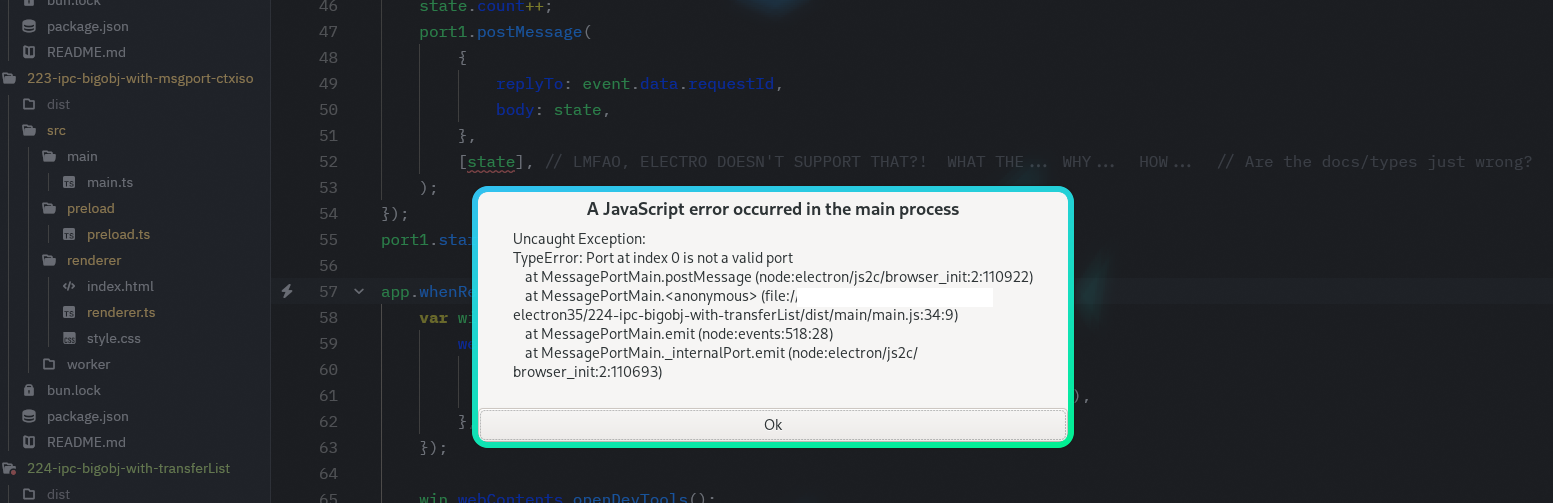 bun.lock
package.json
README.md
223-ipc-bigobj-with-msgport-ctxiso
dist
src
main
main.ts
preload
preload.ts
renderer
index.html
renderer.ts
style.css
worker
bun.lock
package.json
README.md
224-ipc-bigobj-with-transferList
dist
46 state.count++;
47 port1.postMessage(
48 {
49 replyTo: event.data.requestId,
50 body: state,
51 },
52 [state], // LMFAO, ELECTRO DOESN'T SUPPORT THAT?! WHAT THE... WHY... HOW... // Are the docs/types just wrong?
53 );
54 });
55 port1.star
56
57 app.whenRe
58 var wi
59 we
60
61 ),
62 },
63 });
64
65 win.webContents.openDevTools();
A JavaScript error occurred in the main process
Uncaught Exception:
TypeError: Port at index 0 is not a valid port
at MessagePortMain.postMessage (node:electron/js2c/browser_init:2:110922)
at MessagePortMain.<anonymous> (file://
electron35/224-ipc-bigobj-with-transferList/dist/main/main.js:34:9)
at MessagePortMain.emit (node:events:518:28)
at MessagePortMain._internalPort.emit (node:electron/js2c/
browser_init:2:110693)
Ok